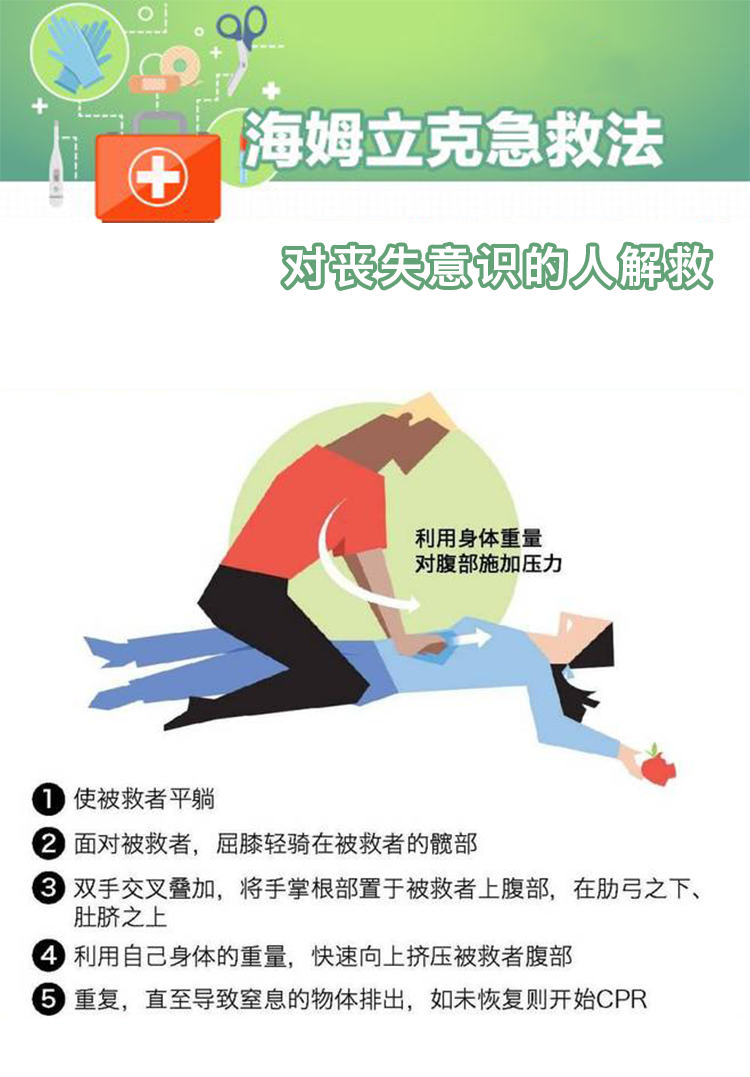 海姆立克急救法
对丧失意识的人解救
利用身体重量
对腹部施加压力
1 使被救者平躺
2 面对被救者，屈膝轻骑在被救者的髋部
3 双手交叉叠加，将手掌根部置于被救者上腹部，在肋弓之下、
肚脐之上
4 利用自己身体的重量，快速向上挤压被救者腹部
5 重复，直至导致窒息的物体排出，如未恢复则开始CPR